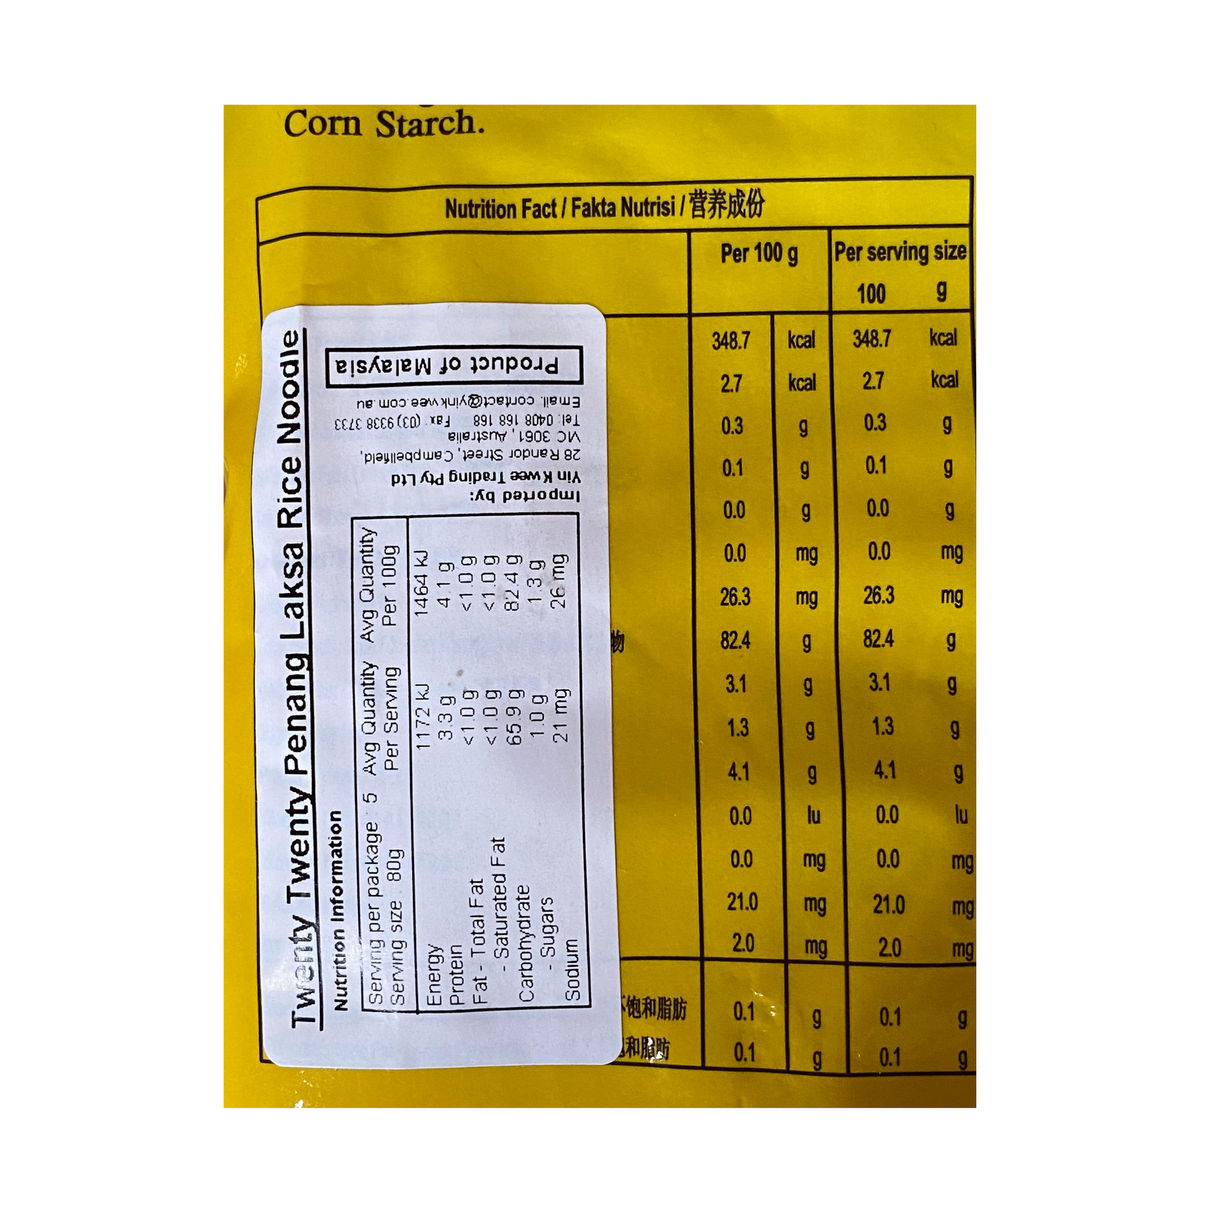 Corn Starch.
Nutrition Fact / Fakta Nutrisi / 营养成份
Per 100 g Per serving size
100 g
348.7 kcal 348.7 kcal
2.7 kcal 2.7 kcal
0.3 g 0.3 g
0.1 g 0.1 g
0.0 g 0.0 g
0.0 mg 0.0 mg
26.3 mg 26.3 mg
物 82.4 g 82.4 g
3.1 g 3.1 g
1.3 g 1.3 g
4.1 g 4.1 g
0.0 Iu 0.0 Iu
0.0 mg 0.0 mg
21.0 mg 21.0 mg
2.0 mg 2.0 mg
饱和脂肪 0.1 g 0.1 g
和脂肪 0.1 g 0.1 g
Twenty Twenty Penang Laksa Rice Noodle
Nutrition Information
Serving per package : 5 Avg Quantity Avg Quantity
Serving size : 80g Per Serving Per 100g
Energy 1172 kJ 1464 kJ
Protein 3.3 g 4.1 g
Fat - Total Fat <1.0 g <1.0 g
- Saturated Fat <1.0 g <1.0 g
Carbohydrate 65.9 g 82.4 g
- Sugars 1.0 g 1.3 g
Sodium 21 mg 26 mg
Imported by:
Yin Kwee Trading Pty Ltd
28 Randor Street, Campbellfield,
VIC 3061, Australia
Tel: 0408 168 168 Fax: (03) 9338 3733
Email: contact@yinkwee.com.au
Product of Malaysia